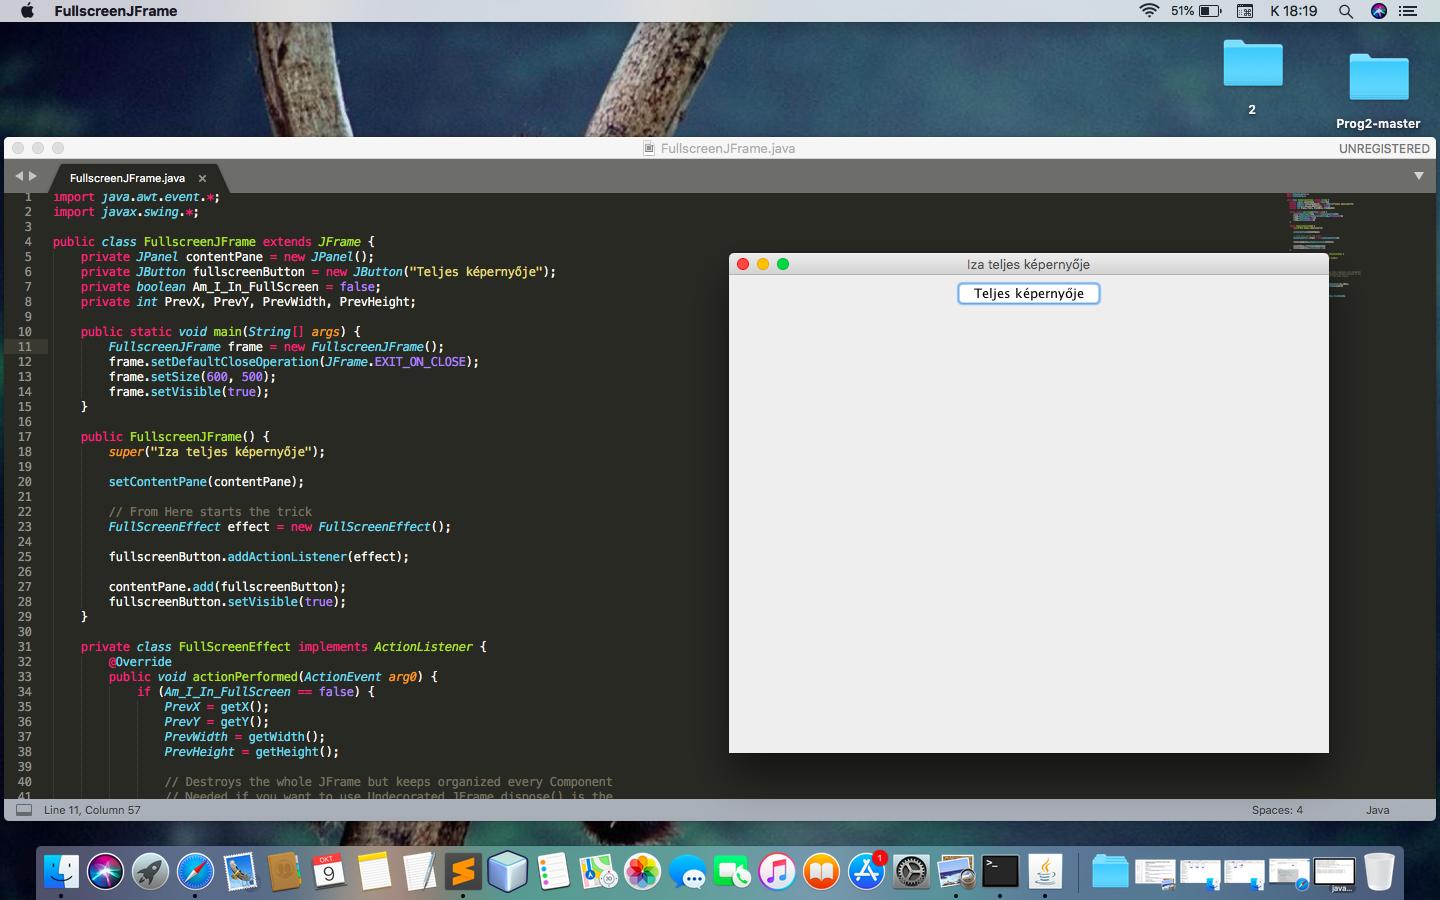 FullscreenJFrame
51%
K 18:19
2
Prog2-master
FullscreenJFrame.java
UNREGISTERED
FullscreenJFrame.java
1 import java.awt.event.*;
2 import javax.swing.*;
3
4 public class FullscreenJFrame extends JFrame {
5 private JPanel contentPane = new JPanel();
6 private JButton fullscreenButton = new JButton("Teljes képernyője");
7 private boolean Am_I_In_FullScreen = false;
8 private int PrevX, PrevY, PrevWidth, PrevHeight;
9
10 public static void main(String[] args) {
11 FullscreenJFrame frame = new FullscreenJFrame();
12 frame.setDefaultCloseOperation(JFrame.EXIT_ON_CLOSE);
13 frame.setSize(600, 500);
14 frame.setVisible(true);
15 }
16
17 public FullscreenJFrame() {
18 super("Iza teljes képernyője");
19
20 setContentPane(contentPane);
21
22 // From Here starts the trick
23 FullScreenEffect effect = new FullScreenEffect();
24
25 fullscreenButton.addActionListener(effect);
26
27 contentPane.add(fullscreenButton);
28 fullscreenButton.setVisible(true);
29 }
30
31 private class FullScreenEffect implements ActionListener {
32 @Override
33 public void actionPerformed(ActionEvent arg0) {
34 if (Am_I_In_FullScreen == false) {
35 PrevX = getX();
36 PrevY = getY();
37 PrevWidth = getWidth();
38 PrevHeight = getHeight();
39
40 // Destroys the whole JFrame but keeps organized every Component
41 // Needed if you want to use Undecorated JFrame dispose() is the
Iza teljes képernyője
Teljes képernyője
Line 11, Column 57
Spaces: 4
Java
OKT.
9
30
1
>_
java...